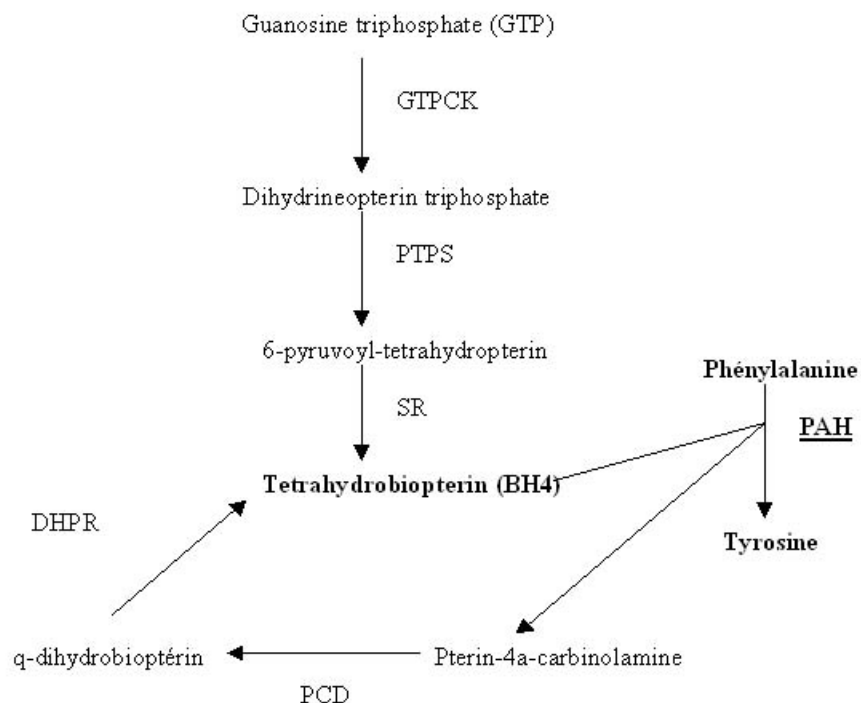 Guanosine triphosphate (GTP)
GTPCK
Dihydrineopterin triphosphate
PTPS
6-pyruvoyl-tetrahydropterin
Phénylalanine
SR
PAH
Tetrahydrobiopterin (BH4)
DHPR
Tyrosine
q-dihydrobioptérin
Pterin-4a-carbinolamine
PCD